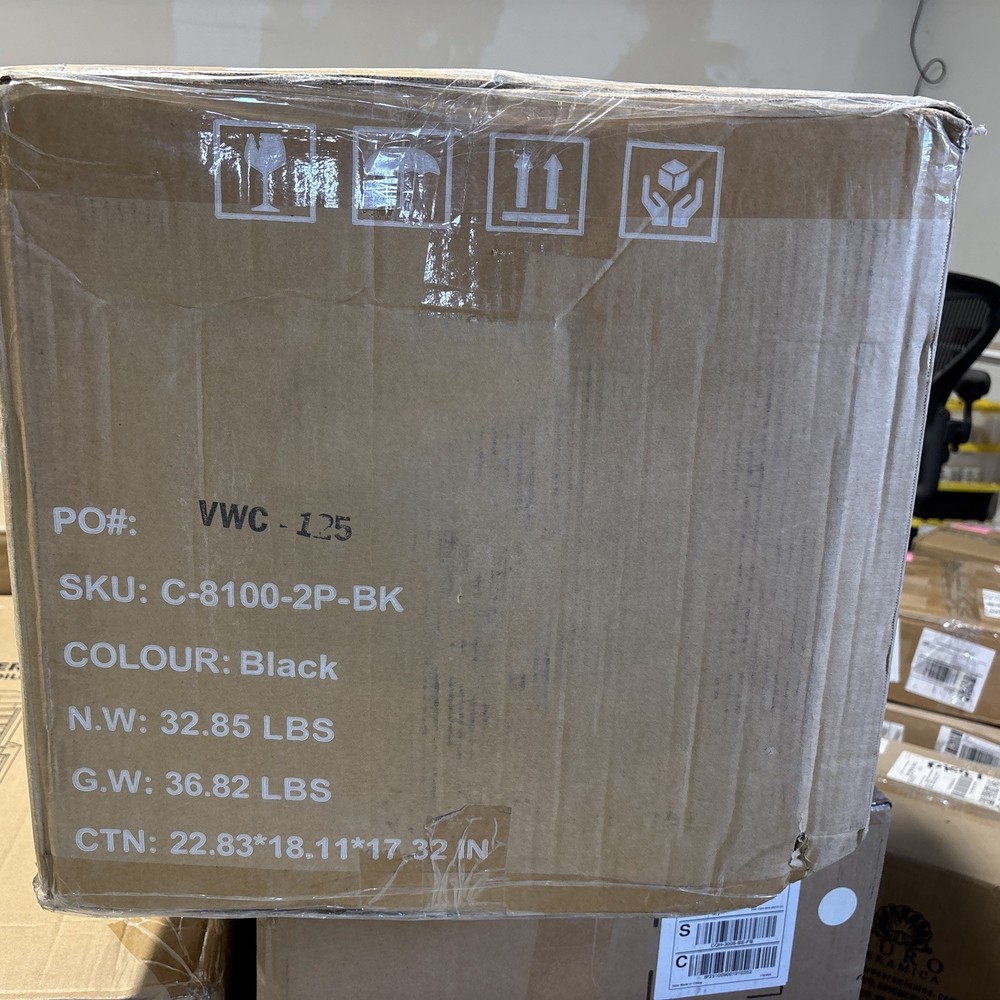 PO#: VWC - 125
SKU: C-8100-2P-BK
COLOUR: Black
N.W: 32.85 LBS
G.W: 36.82 LBS
CTN: 22.83*18.11*17.32 IN
S
C